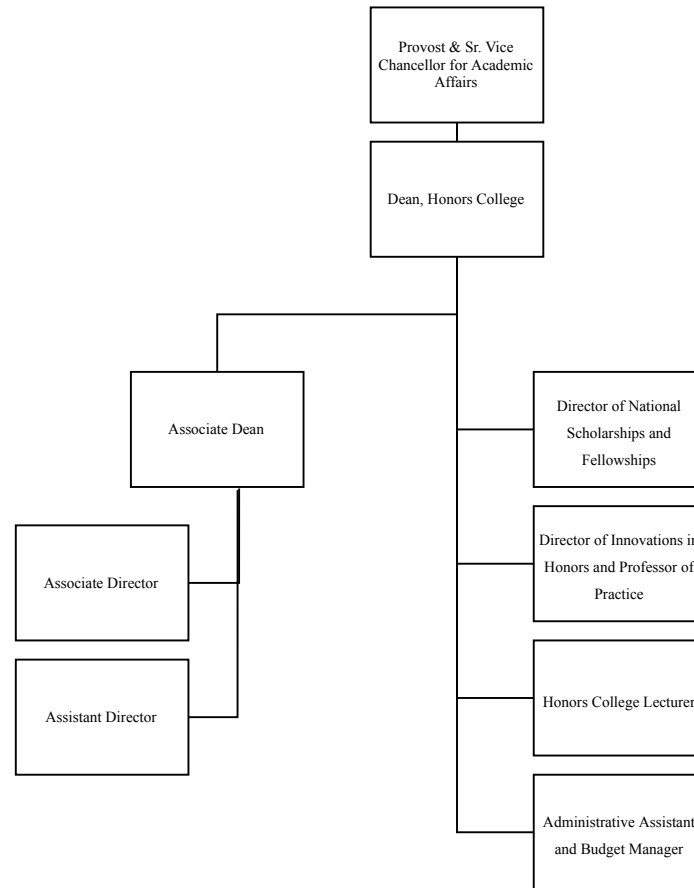 Provost & Sr. Vice
Chancellor for Academic
Affairs
Dean, Honors College
Associate Dean
Associate Director
Assistant Director
Director of National
Scholarships and
Fellowships
Director of Innovations in
Honors and Professor of
Practice
Honors College Lecturer
Administrative Assistant
and Budget Manager